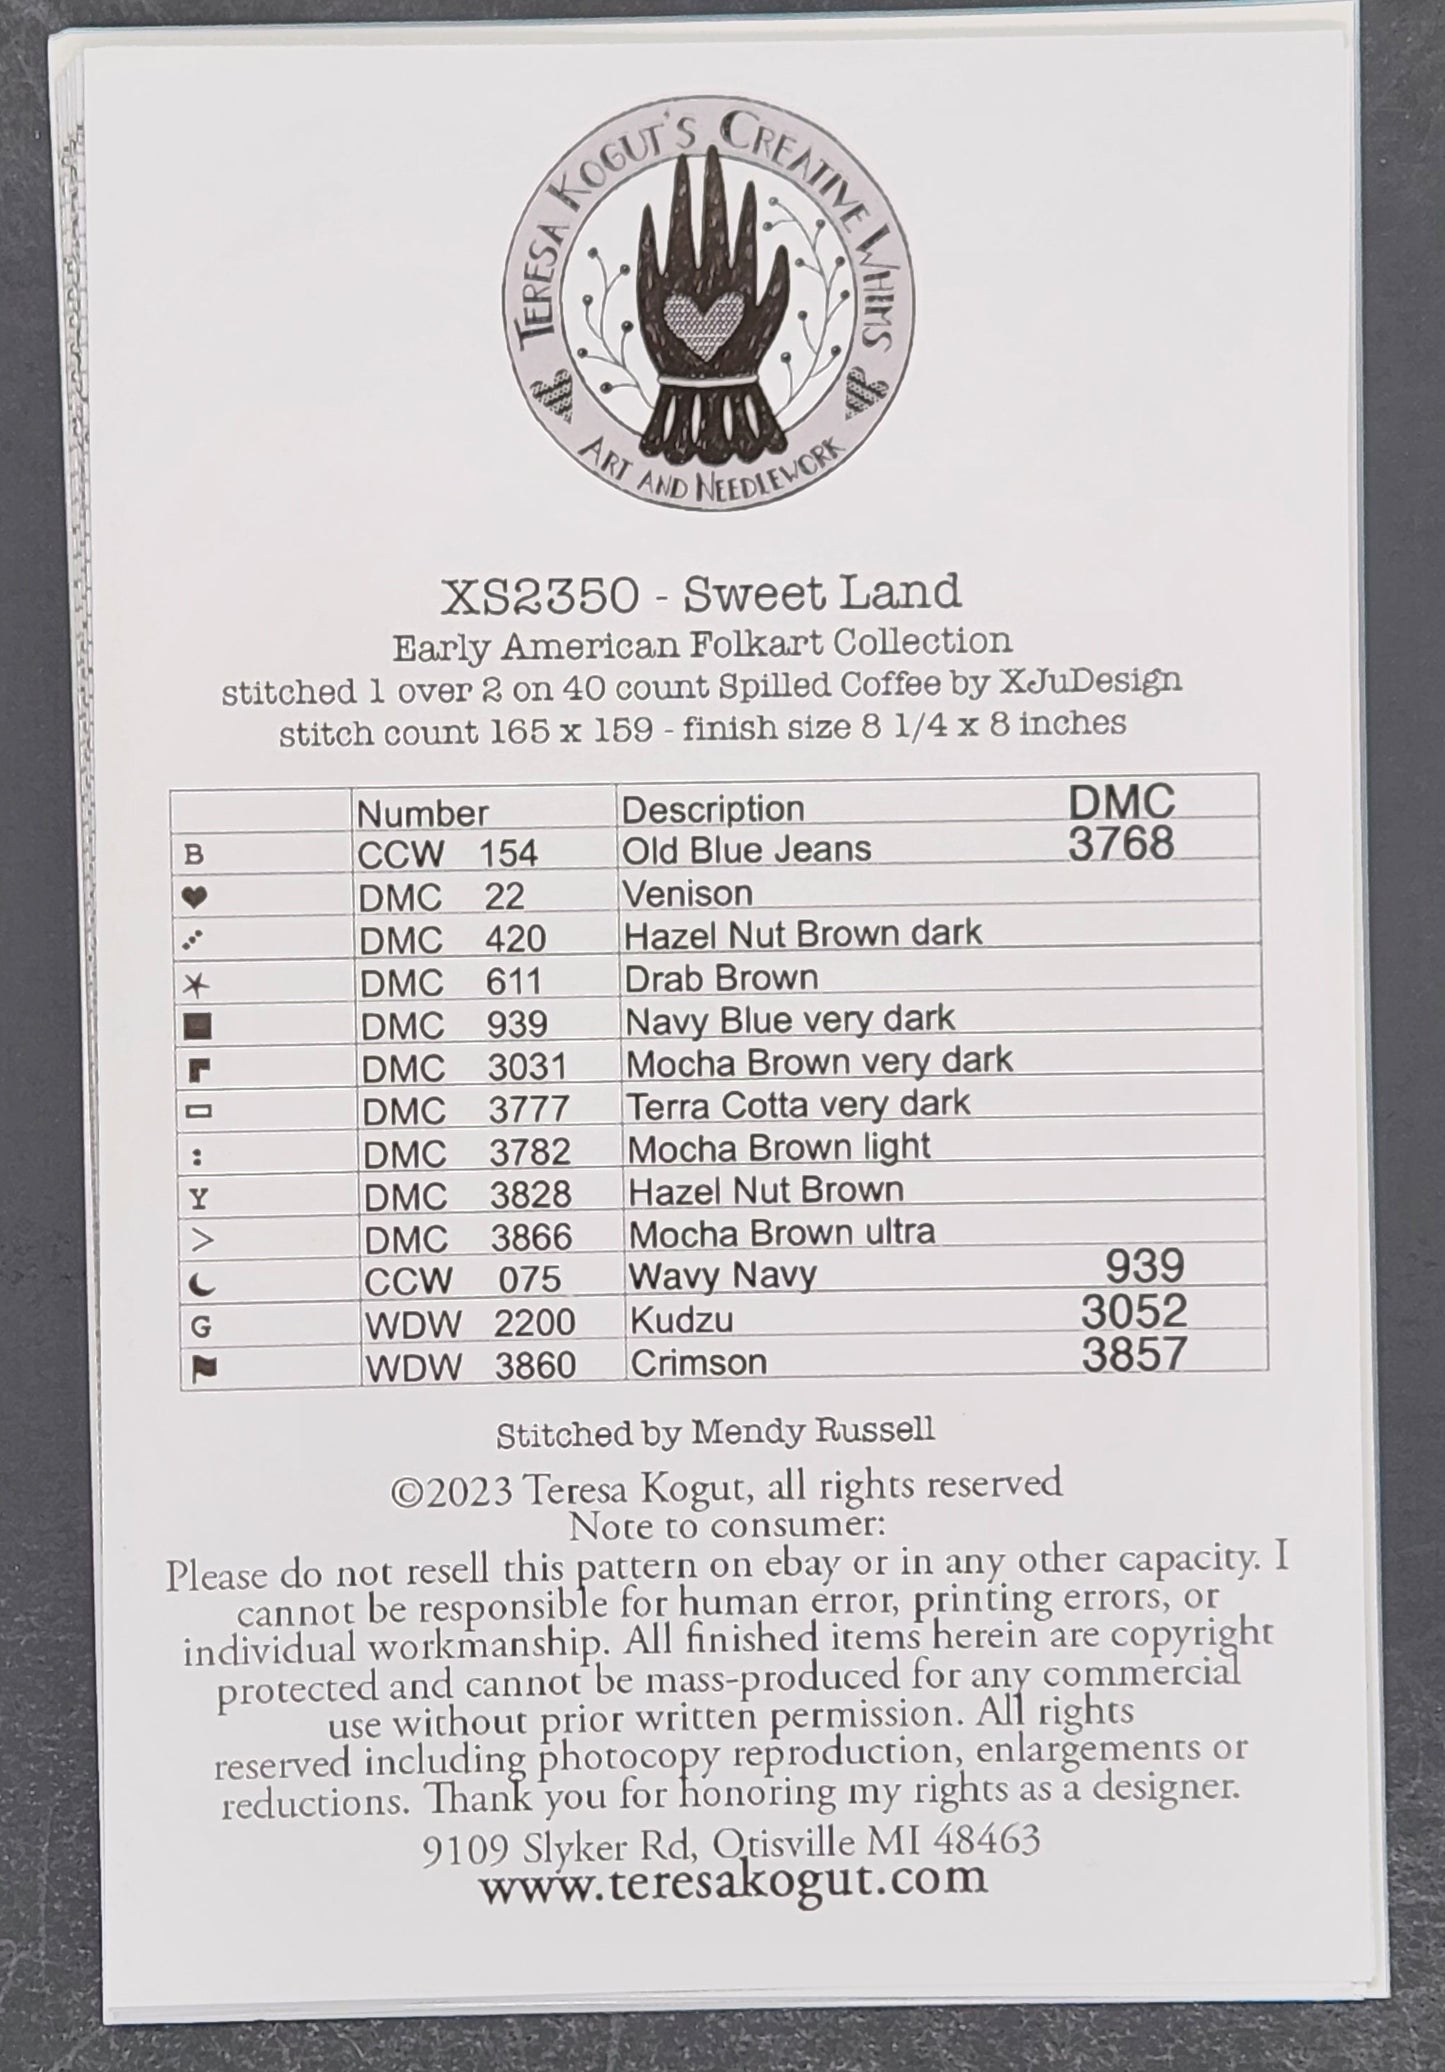 TERESA KOGUT'S CREATIVE WHIMS
ART AND NEEDLEWORK
XS2350 - Sweet Land
Early American Folkart Collection
stitched 1 over 2 on 40 count Spilled Coffee by XJuDesign
stitch count 165 x 159 - finish size 8 1/4 x 8 inches
Number Description DMC
B CCW 154 Old Blue Jeans 3768
♥ DMC 22 Venison
⋰ DMC 420 Hazel Nut Brown dark
★ DMC 611 Drab Brown
■ DMC 939 Navy Blue very dark
▛ DMC 3031 Mocha Brown very dark
▭ DMC 3777 Terra Cotta very dark
: DMC 3782 Mocha Brown light
Y DMC 3828 Hazel Nut Brown
> DMC 3866 Mocha Brown ultra
☾ CCW 075 Wavy Navy 939
G WDW 2200 Kudzu 3052
⚑ WDW 3860 Crimson 3857
Stitched by Mendy Russell
©2023 Teresa Kogut, all rights reserved
Note to consumer:
Please do not resell this pattern on ebay or in any other capacity. I
cannot be responsible for human error, printing errors, or
individual workmanship. All finished items herein are copyright
protected and cannot be mass-produced for any commercial
use without prior written permission. All rights
reserved including photocopy reproduction, enlargements or
reductions. Thank you for honoring my rights as a designer.
9109 Slyker Rd, Otisville MI 48463
www.teresakogut.com